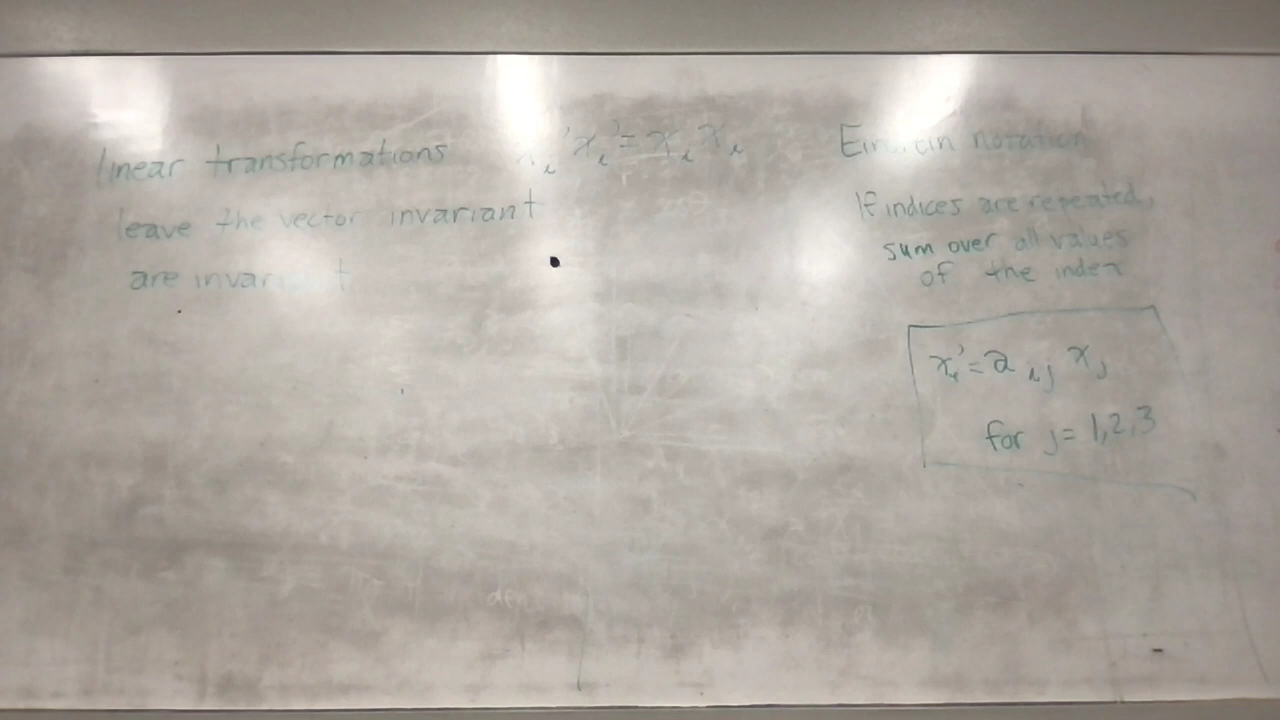 linear transformations
leave the vector invariant
are
x_i' x_i' = x_i x_i
notation
If indices are repeated,
sum over all values
of the index
x_i' = a_ij x_j
for j = 1,2,3